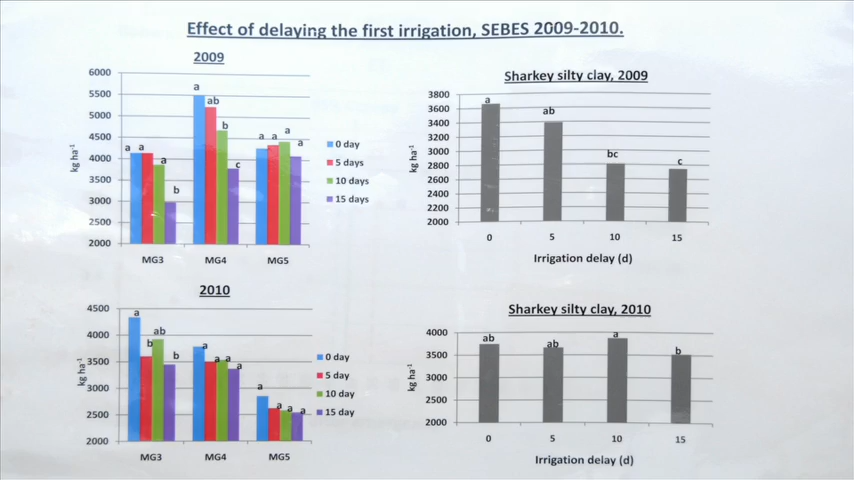 Effect of delaying the first irrigation, SEBES 2009-2010.
2009
6000
5500
5000
4500
4000
3500
3000
2500
2000
kg ha-1
a a a b
a ab b c
a a a a
MG3 MG4 MG5
0 day
5 days
10 days
15 days
Sharkey silty clay, 2009
3800
3600
3400
3200
3000
2800
2600
2400
2200
2000
kg ha-1
a ab bc c
0 5 10 15
Irrigation delay (d)
2010
4500
4000
3500
3000
2500
2000
kg ha-1
a b ab b
a a a a
a a a a
MG3 MG4 MG5
0 day
5 day
10 day
15 day
Sharkey silty clay, 2010
4000
3500
3000
2500
2000
kg ha-1
ab ab a b
0 5 10 15
Irrigation delay (d)